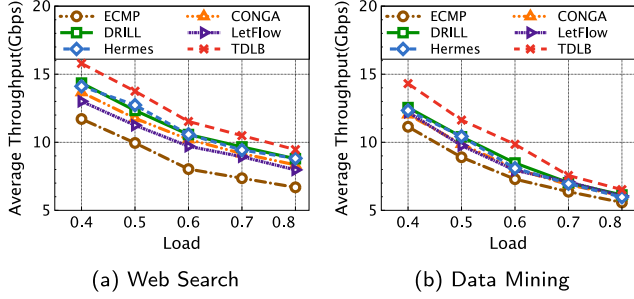 20
15
10
5
Average Throughput(Gbps)
ECMP
DRILL
Hermes
CONGA
LetFlow
TDLB
0.4 0.5 0.6 0.7 0.8
Load
(a) Web Search
20
15
10
5
Average Throughput(Gbps)
ECMP
DRILL
Hermes
CONGA
LetFlow
TDLB
0.4 0.5 0.6 0.7 0.8
Load
(b) Data Mining